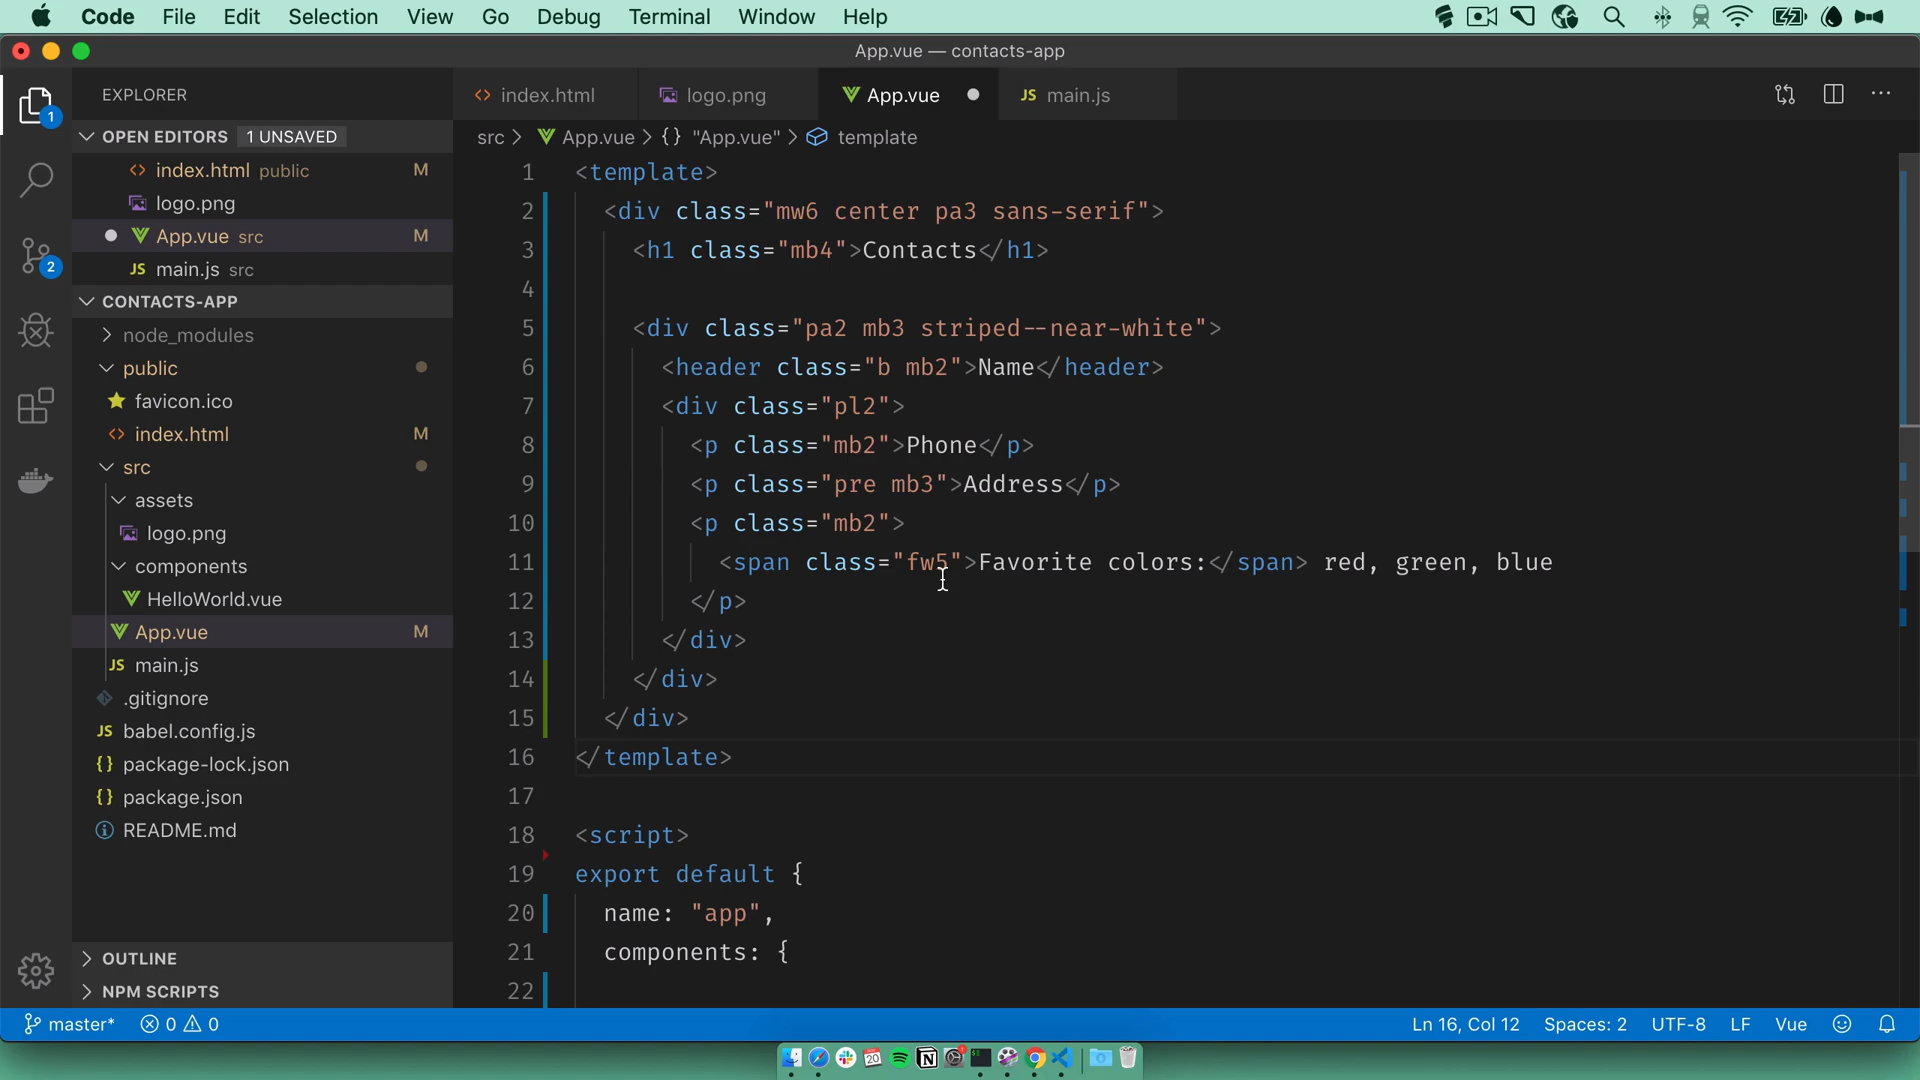 Code File Edit Selection View Go Debug Terminal Window Help
App.vue — contacts-app
EXPLORER
OPEN EDITORS 1 UNSAVED
index.html public M
logo.png
App.vue src M
JS main.js src
CONTACTS-APP
node_modules
public
favicon.ico
index.html M
src
assets
logo.png
components
HelloWorld.vue
App.vue M
JS main.js
.gitignore
JS babel.config.js
{} package-lock.json
{} package.json
README.md
OUTLINE
NPM SCRIPTS
1
2
index.html logo.png App.vue JS main.js
src > App.vue > {} "App.vue" > template
1 <template>
2 <div class="mw6 center pa3 sans-serif">
3 <h1 class="mb4">Contacts</h1>
4
5 <div class="pa2 mb3 striped--near-white">
6 <header class="b mb2">Name</header>
7 <div class="pl2">
8 <p class="mb2">Phone</p>
9 <p class="pre mb3">Address</p>
10 <p class="mb2">
11 <span class="fw5">Favorite colors:</span> red, green, blue
12 </p>
13 </div>
14 </div>
15 </div>
16 </template>
17
18 <script>
19 export default {
20 name: "app",
21 components: {
22
master* 0 0 Ln 16, Col 12 Spaces: 2 UTF-8 LF Vue
20